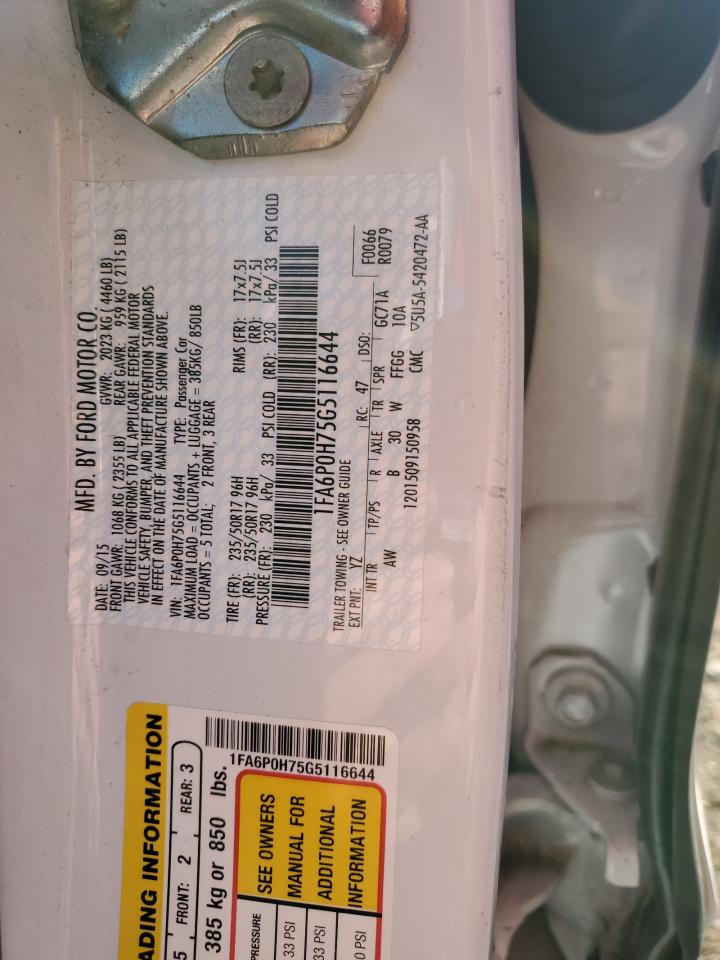 MFD. BY FORD MOTOR CO.
DATE: 09/15 GVWR: 2023 KG ( 4460 LB)
FRONT GAWR: 1068 KG ( 2355 LB) REAR GAWR: 959 KG ( 2115 LB)
THIS VEHICLE CONFORMS TO ALL APPLICABLE FEDERAL MOTOR
VEHICLE SAFETY, BUMPER, AND THEFT PREVENTION STANDARDS
IN EFFECT ON THE DATE OF MANUFACTURE SHOWN ABOVE.
VIN: 1FA6P0H75G5116644 TYPE: Passenger Car
MAXIMUM LOAD = OCCUPANTS + LUGGAGE = 385KG/ 850LB
OCCUPANTS = 5 TOTAL; 2 FRONT, 3 REAR
TIRE (FR): 235/50R17 96H RIMS (FR): 17x7.5J
(RR): 235/50R17 96H (RR): 17x7.5J
PRESSURE (FR): 230 kPa/ 33 PSI COLD (RR): 230 kPa/ 33 PSI COLD
1FA6P0H75G5116644
TRAILER TOWING - SEE OWNER GUIDE
F0066
EXT PNT: YZ RC: 47 DSO: R0079
INT TR TP/PS R AXLE TR SPR GC71A
AW B 30 W FFGG 10A
1201509150958 CMC ▽5U5A-5420472-AA
ADING INFORMATION
5 FRONT: 2 REAR: 3
385 kg or 850 lbs.
1FA6P0H75G5116644
PRESSURE
33 PSI
33 PSI
0 PSI
SEE OWNERS
MANUAL FOR
ADDITIONAL
INFORMATION